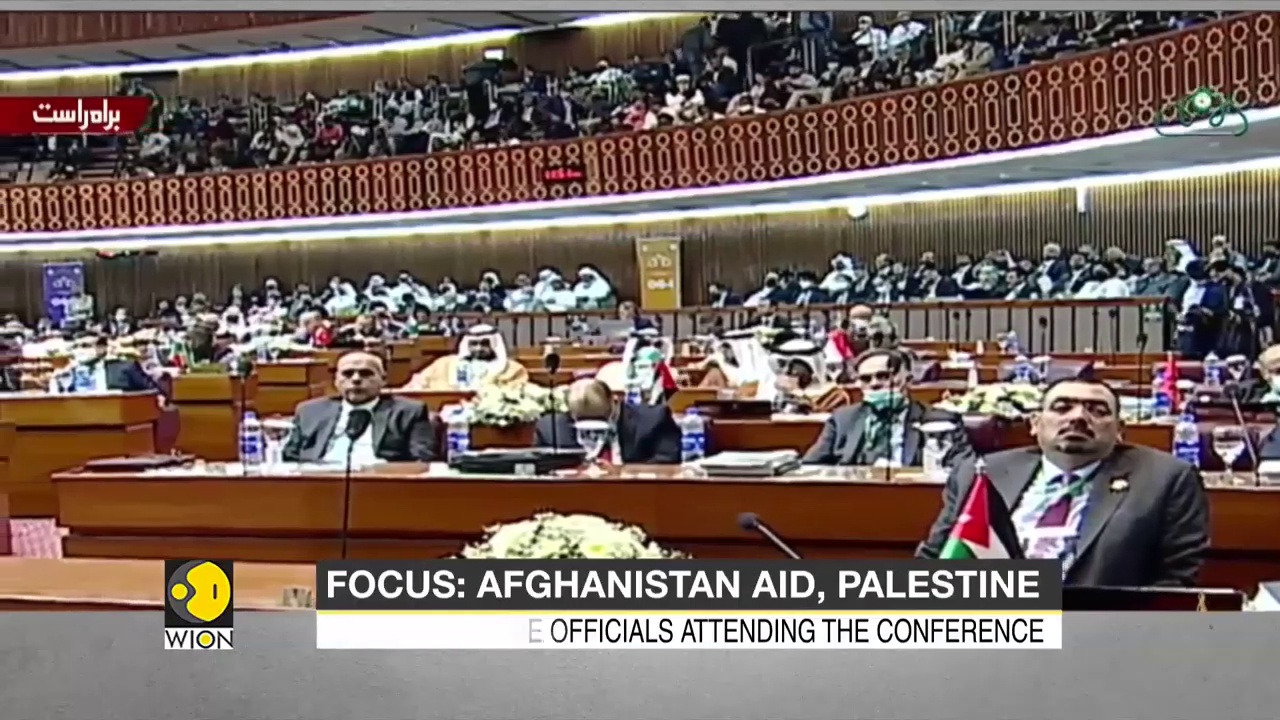 براہ راست
FOCUS: AFGHANISTAN AID, PALESTINE
E OFFICIALS ATTENDING THE CONFERENCE
WION